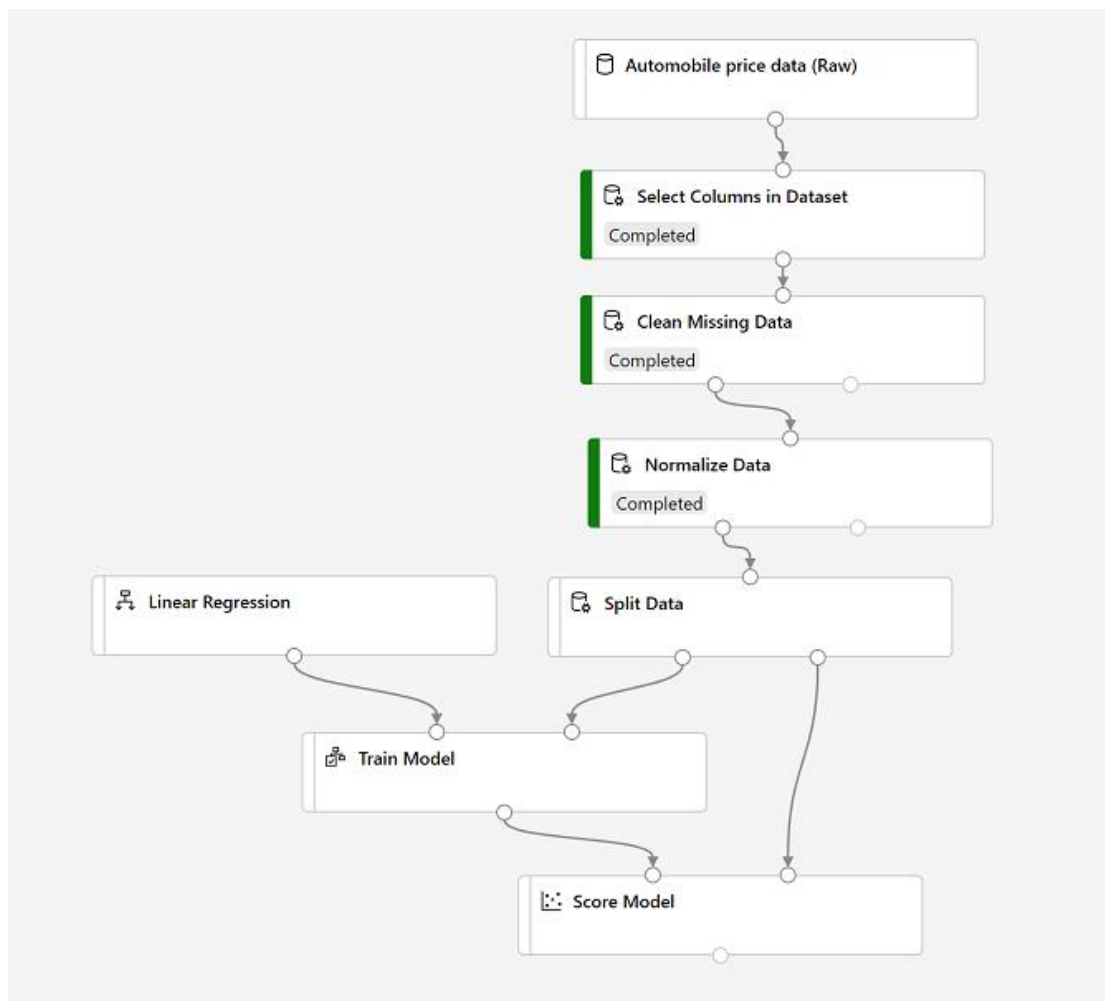 Automobile price data (Raw)
Select Columns in Dataset
Completed
Clean Missing Data
Completed
Normalize Data
Completed
Linear Regression
Split Data
Train Model
Score Model